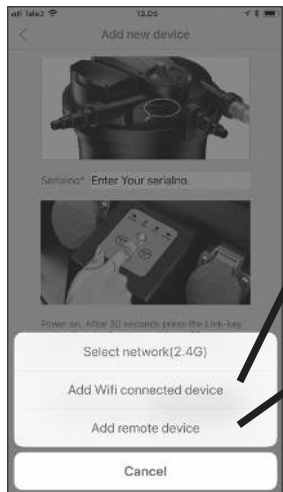 Tele2 13.05
Add new device
Serialno* Enter Your serialno.
Power on. After 30 seconds press the Link-key
Select network(2.4G)
Add Wifi connected device
Add remote device
Cancel